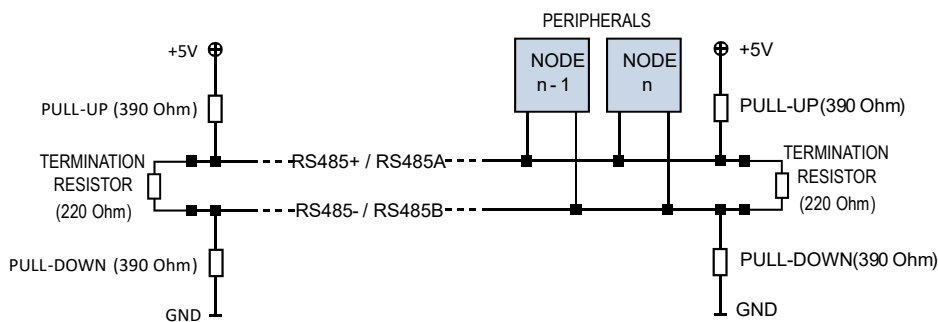 PERIPHERALS
+5V
NODE
n - 1
NODE
n
+5V
PULL-UP (390 Ohm)
PULL-UP(390 Ohm)
TERMINATION
RESISTOR
(220 Ohm)
RS485+ / RS485A
TERMINATION
RESISTOR
(220 Ohm)
RS485- / RS485B
PULL-DOWN (390 Ohm)
PULL-DOWN(390 Ohm)
GND
GND